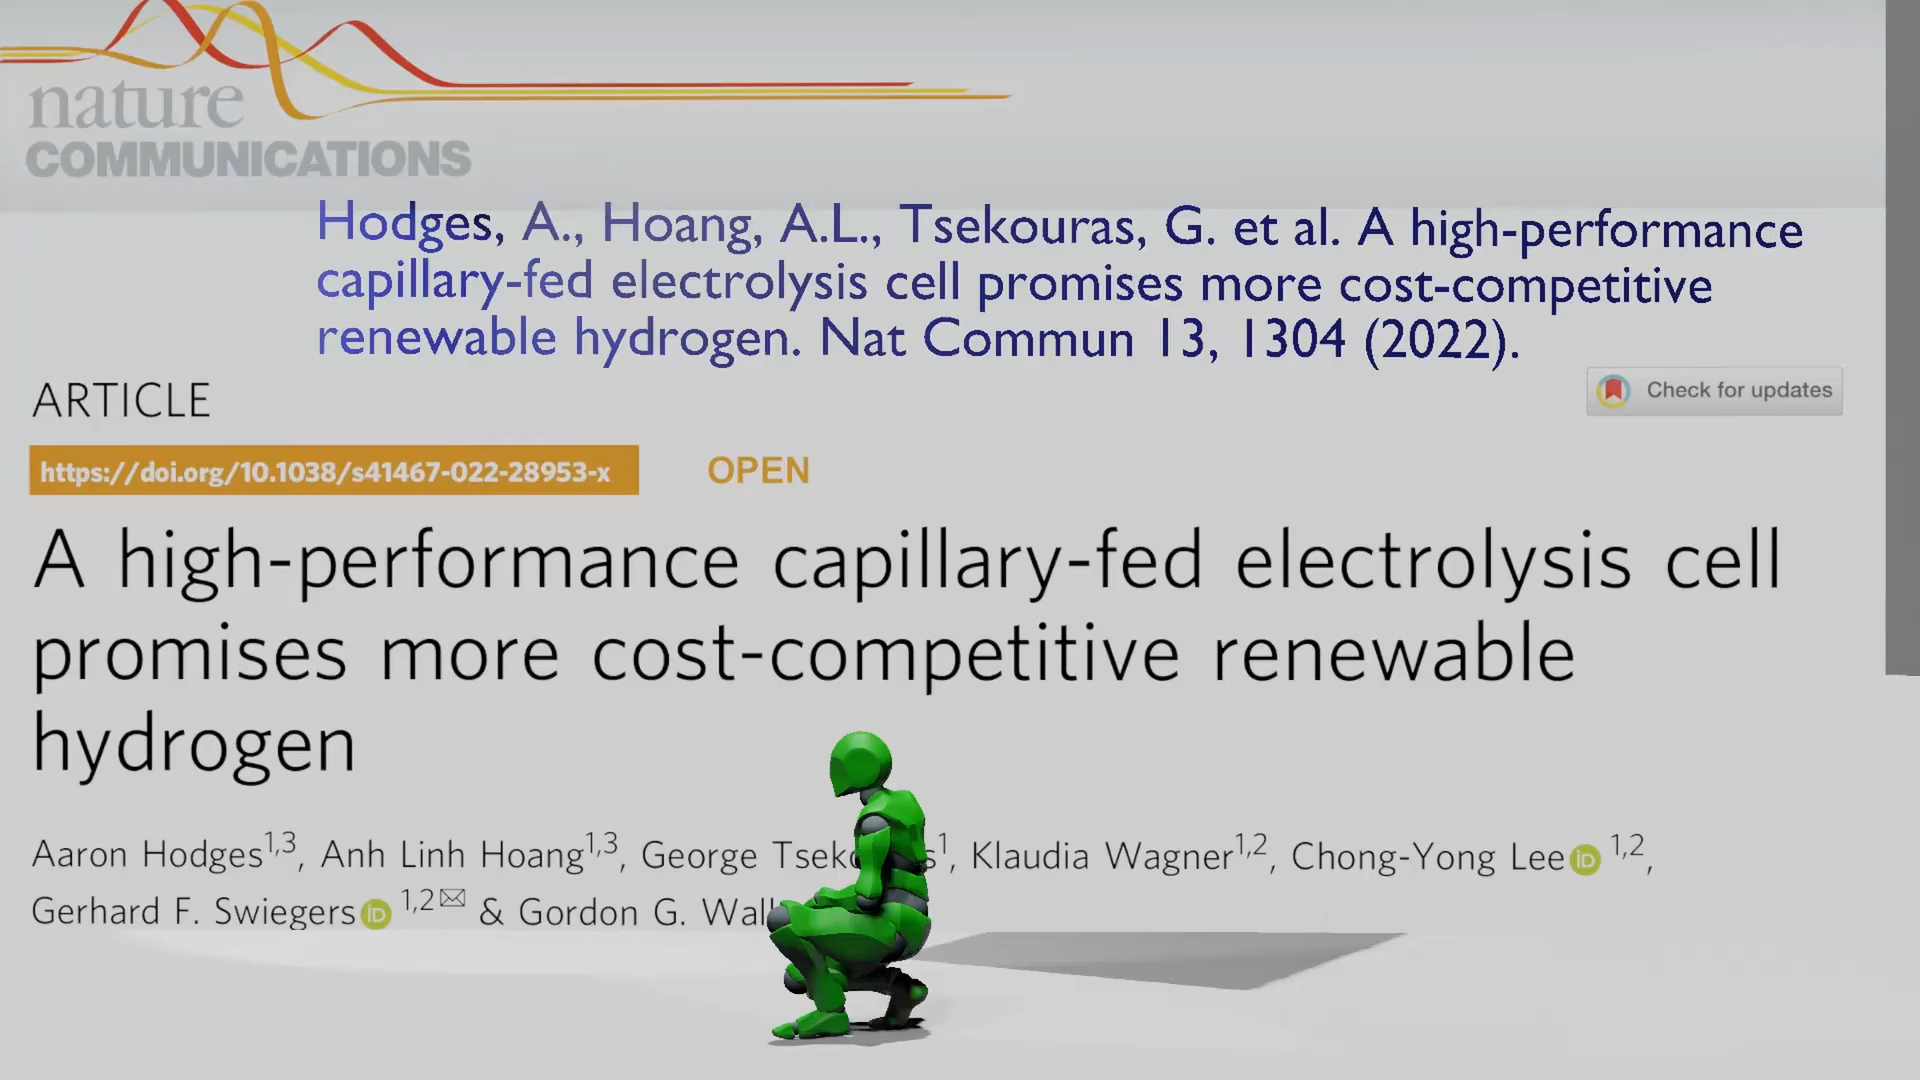 nature
COMMUNICATIONS
Hodges, A., Hoang, A.L., Tsekouras, G. et al. A high-performance
capillary-fed electrolysis cell promises more cost-competitive
renewable hydrogen. Nat Commun 13, 1304 (2022).
ARTICLE
Check for updates
https://doi.org/10.1038/s41467-022-28953-x OPEN
A high-performance capillary-fed electrolysis cell
promises more cost-competitive renewable
hydrogen
Aaron Hodges1,3, Anh Linh Hoang1,3, George 1, Klaudia Wagner1,2, Chong-Yong Lee iD 1,2,
Gerhard F. Swiegers iD 1,2✉ & Gordon G.